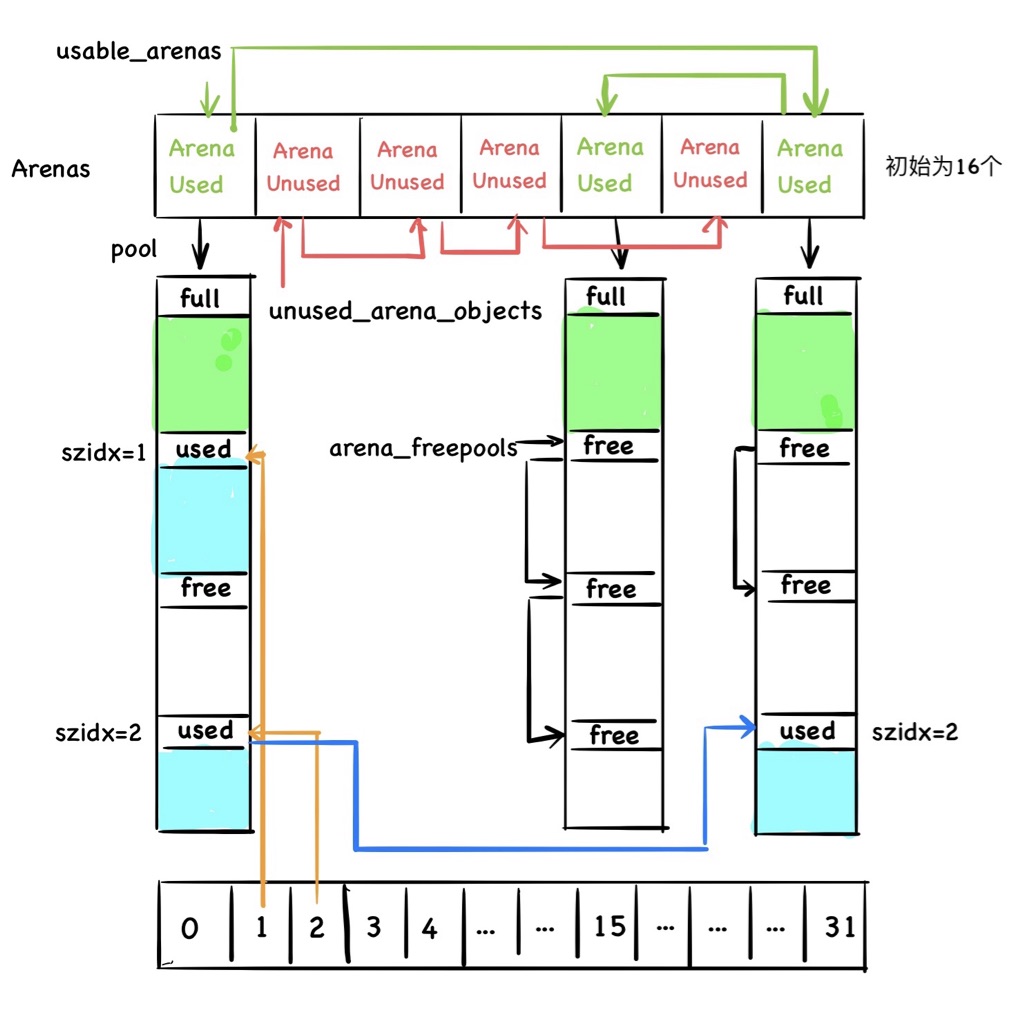 usable_arenas
Arenas
Arena
Used
Arena
Unused
Arena
Unused
Arena
Unused
Arena
Used
Arena
Unused
Arena
Used
初始为16个
pool
unused_arena_objects
full
full
full
szidx=1
used
arena_freepools
free
free
free
free
free
szidx=2
used
free
used
szidx=2
0
1
2
3
4
...
...
15
...
...
...
31